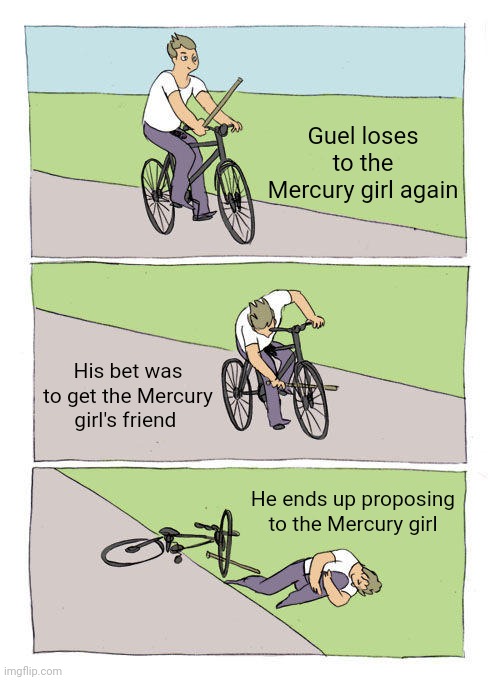 Guel loses
to the
Mercury girl again
His bet was
to get the Mercury
girl's friend
He ends up proposing
to the Mercury girl
imgflip.com